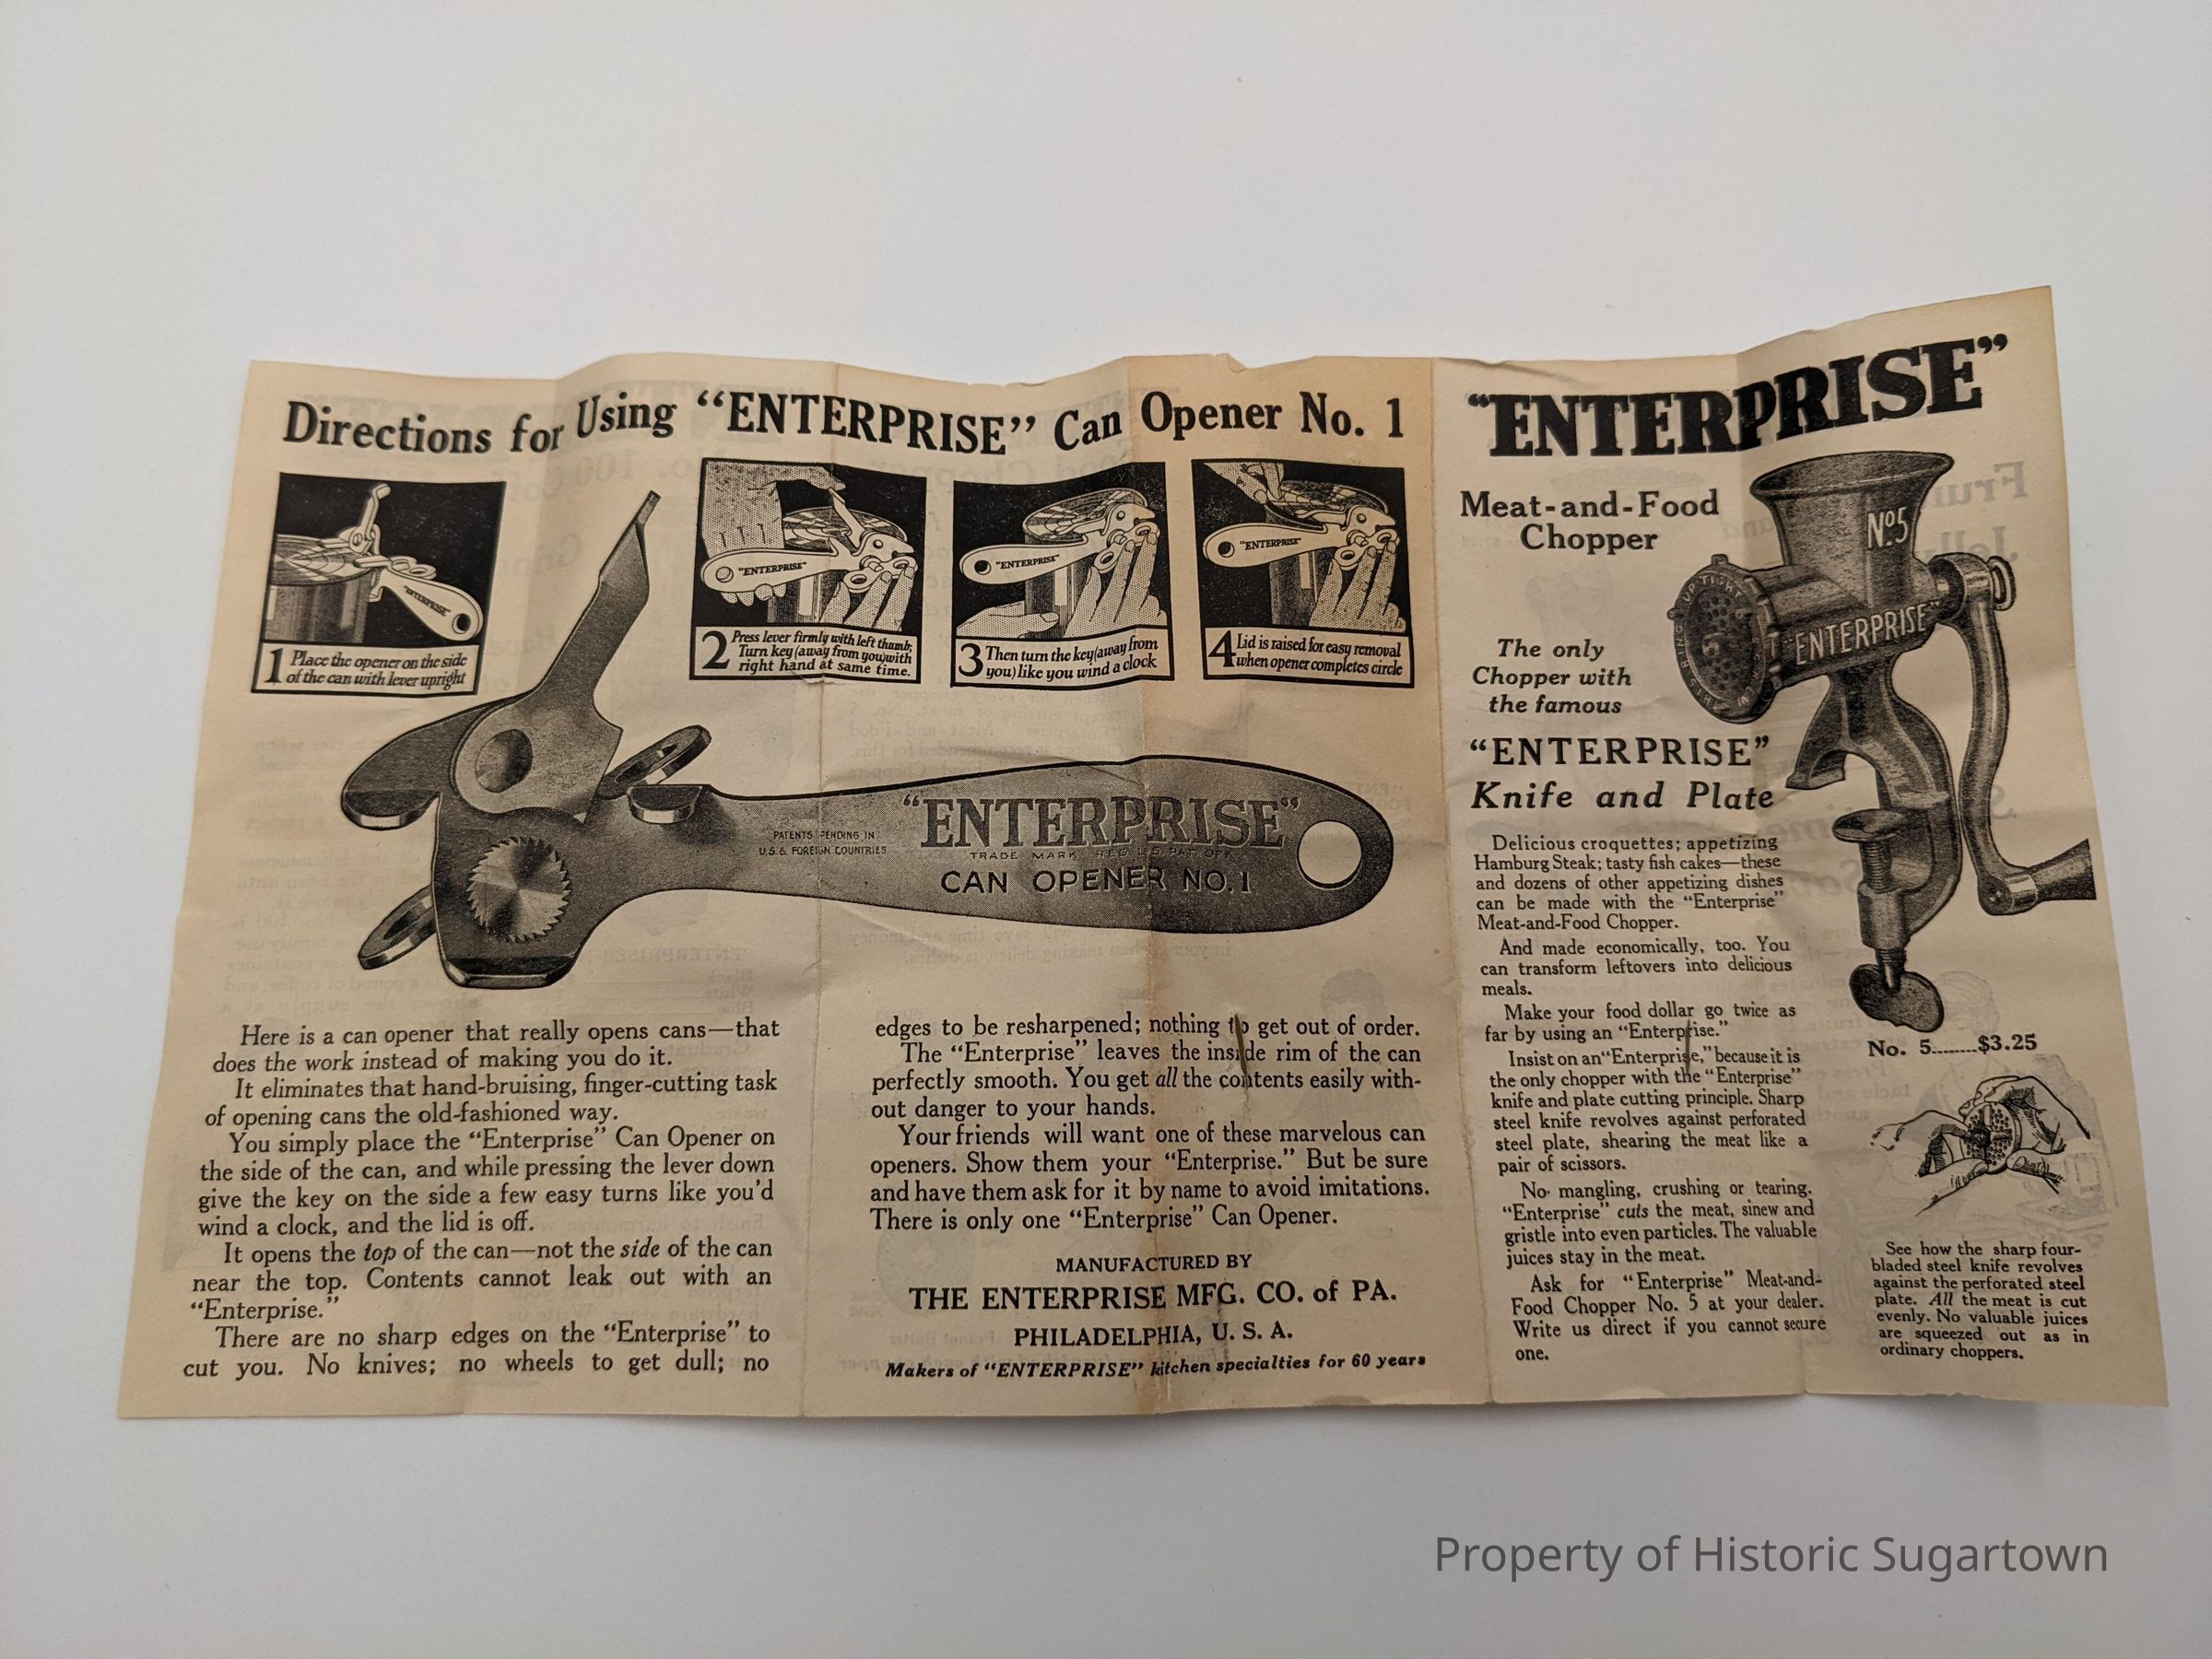 Directions for Using “ENTERPRISE” Can Opener No. 1
1 Place the opener on the side
of the can with lever upright
"ENTERPRISE"
2 Press lever firmly with left thumb;
Turn key (away from you) with
right hand at same time.
"ENTERPRISE"
3 Then turn the key (away from
you) like you wind a clock
"ENTERPRISE"
4 Lid is raised for easy removal
when opener completes circle
"ENTERPRISE"
PATENTS PENDING IN
U.S. & FOREIGN COUNTRIES
“ENTERPRISE”
TRADE MARK REG. U.S. PAT. OFF.
CAN OPENER NO. 1
Here is a can opener that really opens cans—that
does the work instead of making you do it.
It eliminates that hand-bruising, finger-cutting task
of opening cans the old-fashioned way.
You simply place the “Enterprise” Can Opener on
the side of the can, and while pressing the lever down
give the key on the side a few easy turns like you’d
wind a clock, and the lid is off.
It opens the top of the can—not the side of the can
near the top. Contents cannot leak out with an
“Enterprise.”
There are no sharp edges on the “Enterprise” to
cut you. No knives; no wheels to get dull; no
edges to be resharpened; nothing to get out of order.
The “Enterprise” leaves the inside rim of the can
perfectly smooth. You get all the contents easily with-
out danger to your hands.
Your friends will want one of these marvelous can
openers. Show them your “Enterprise.” But be sure
and have them ask for it by name to avoid imitations.
There is only one “Enterprise” Can Opener.
MANUFACTURED BY
THE ENTERPRISE MFG. CO. of PA.
PHILADELPHIA, U. S. A.
Makers of “ENTERPRISE” kitchen specialties for 60 years
“ENTERPRISE”
Meat-and-Food
Chopper
No. 5
"ENTERPRISE"
The only
Chopper with
the famous
“ENTERPRISE”
Knife and Plate
Delicious croquettes; appetizing
Hamburg Steak; tasty fish cakes—these
and dozens of other appetizing dishes
can be made with the “Enterprise”
Meat-and-Food Chopper.
And made economically, too. You
can transform leftovers into delicious
meals.
Make your food dollar go twice as
far by using an “Enterprise.”
Insist on an “Enterprise,” because it is
the only chopper with the “Enterprise”
knife and plate cutting principle. Sharp
steel knife revolves against perforated
steel plate, shearing the meat like a
pair of scissors.
No mangling, crushing or tearing.
“Enterprise” cuts the meat, sinew and
gristle into even particles. The valuable
juices stay in the meat.
Ask for “Enterprise” Meat-and-
Food Chopper No. 5 at your dealer.
Write us direct if you cannot secure
one.
No. 5........$3.25
See how the sharp four-
bladed steel knife revolves
against the perforated steel
plate. All the meat is cut
evenly. No valuable juices
are squeezed out as in
ordinary choppers.
Property of Historic Sugartown